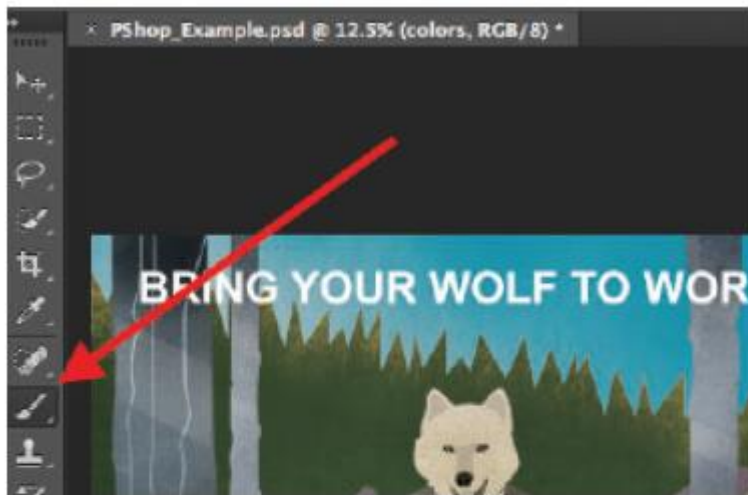 × PShop_Example.psd @ 12.5% (colors, RGB/8) *
BRING YOUR WOLF TO WOR